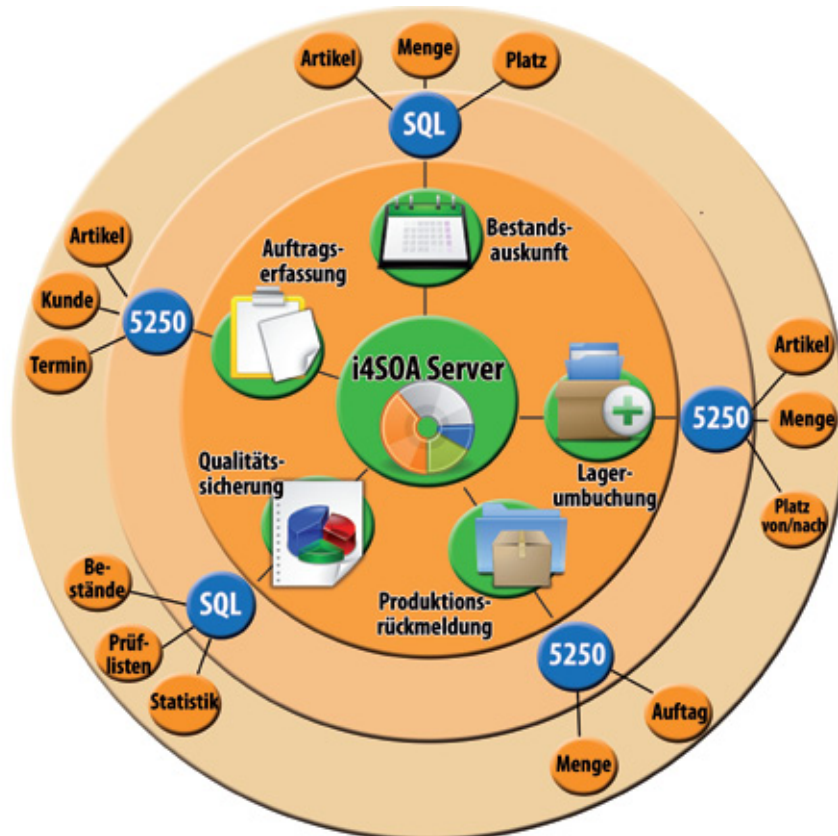 Artikel
Menge
Platz
SQL
Bestands-
auskunft
Auftrags-
erfassung
Artikel
Kunde
Termin
5250
i4SOA Server
Artikel
Menge
Platz
von/nach
5250
Lager-
umbuchung
Qualitäts-
sicherung
Produktions-
rückmeldung
Be-
stände
Prüf-
listen
Statistik
SQL
5250
Auftag
Menge